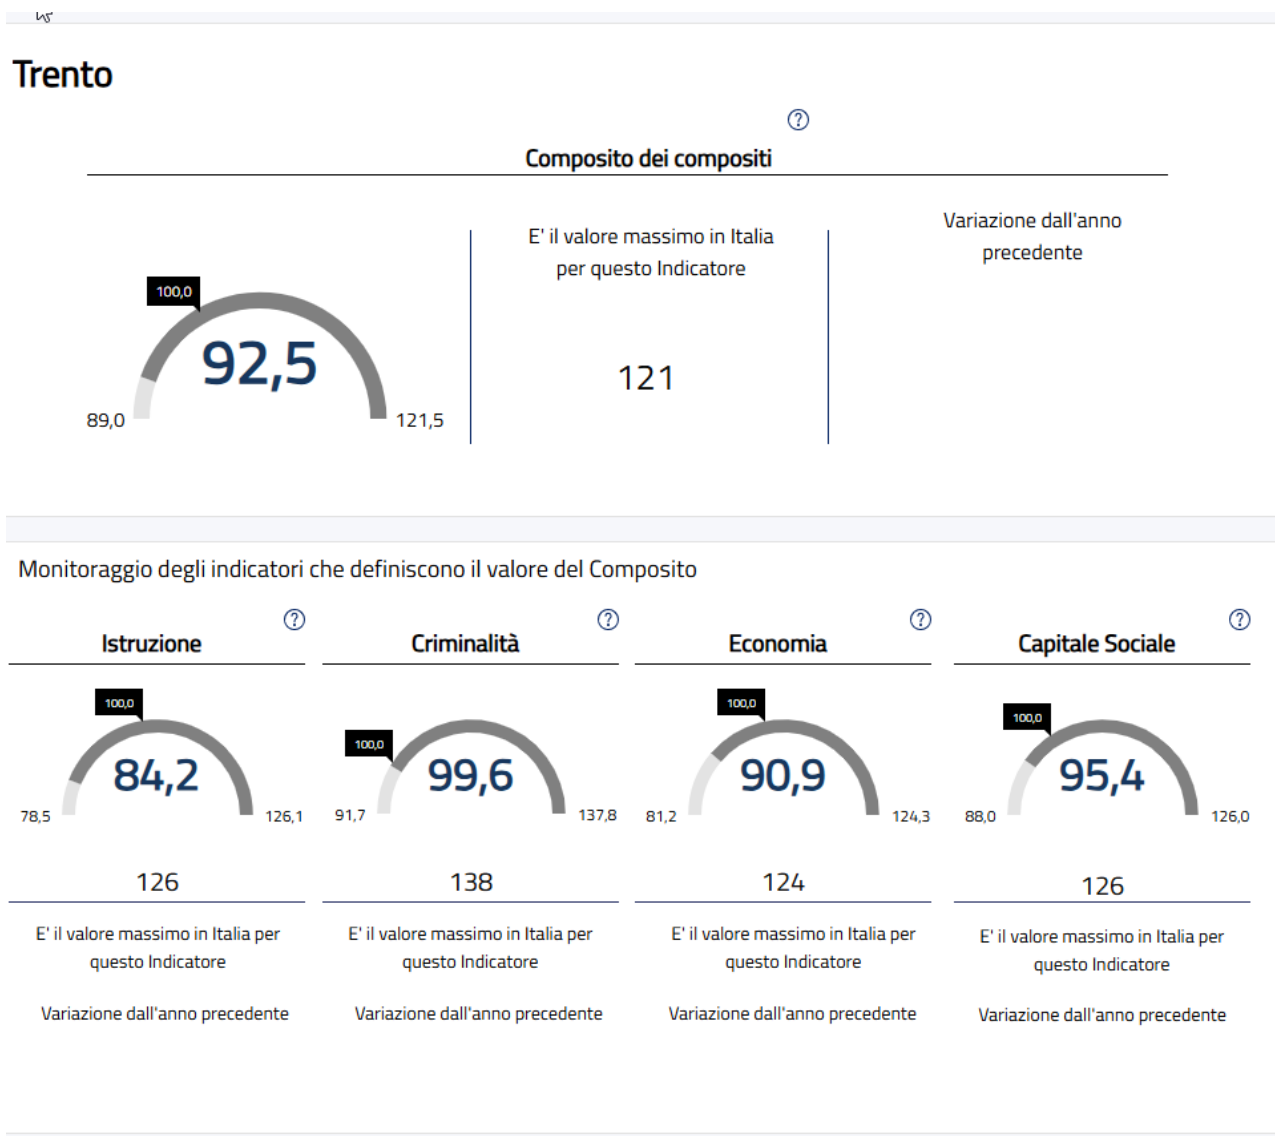 Trento
Composito dei compositi
100,0
92,5
89,0
121,5
E' il valore massimo in Italia
per questo Indicatore
121
Variazione dall'anno
precedente
Monitoraggio degli indicatori che definiscono il valore del Composito
Istruzione
100,0
84,2
78,5
126,1
126
E' il valore massimo in Italia per
questo Indicatore
Variazione dall'anno precedente
Criminalità
100,0
99,6
91,7
137,8
138
E' il valore massimo in Italia per
questo Indicatore
Variazione dall'anno precedente
Economia
100,0
90,9
81,2
124,3
124
E' il valore massimo in Italia per
questo Indicatore
Variazione dall'anno precedente
Capitale Sociale
100,0
95,4
88,0
126,0
126
E' il valore massimo in Italia per
questo Indicatore
Variazione dall'anno precedente